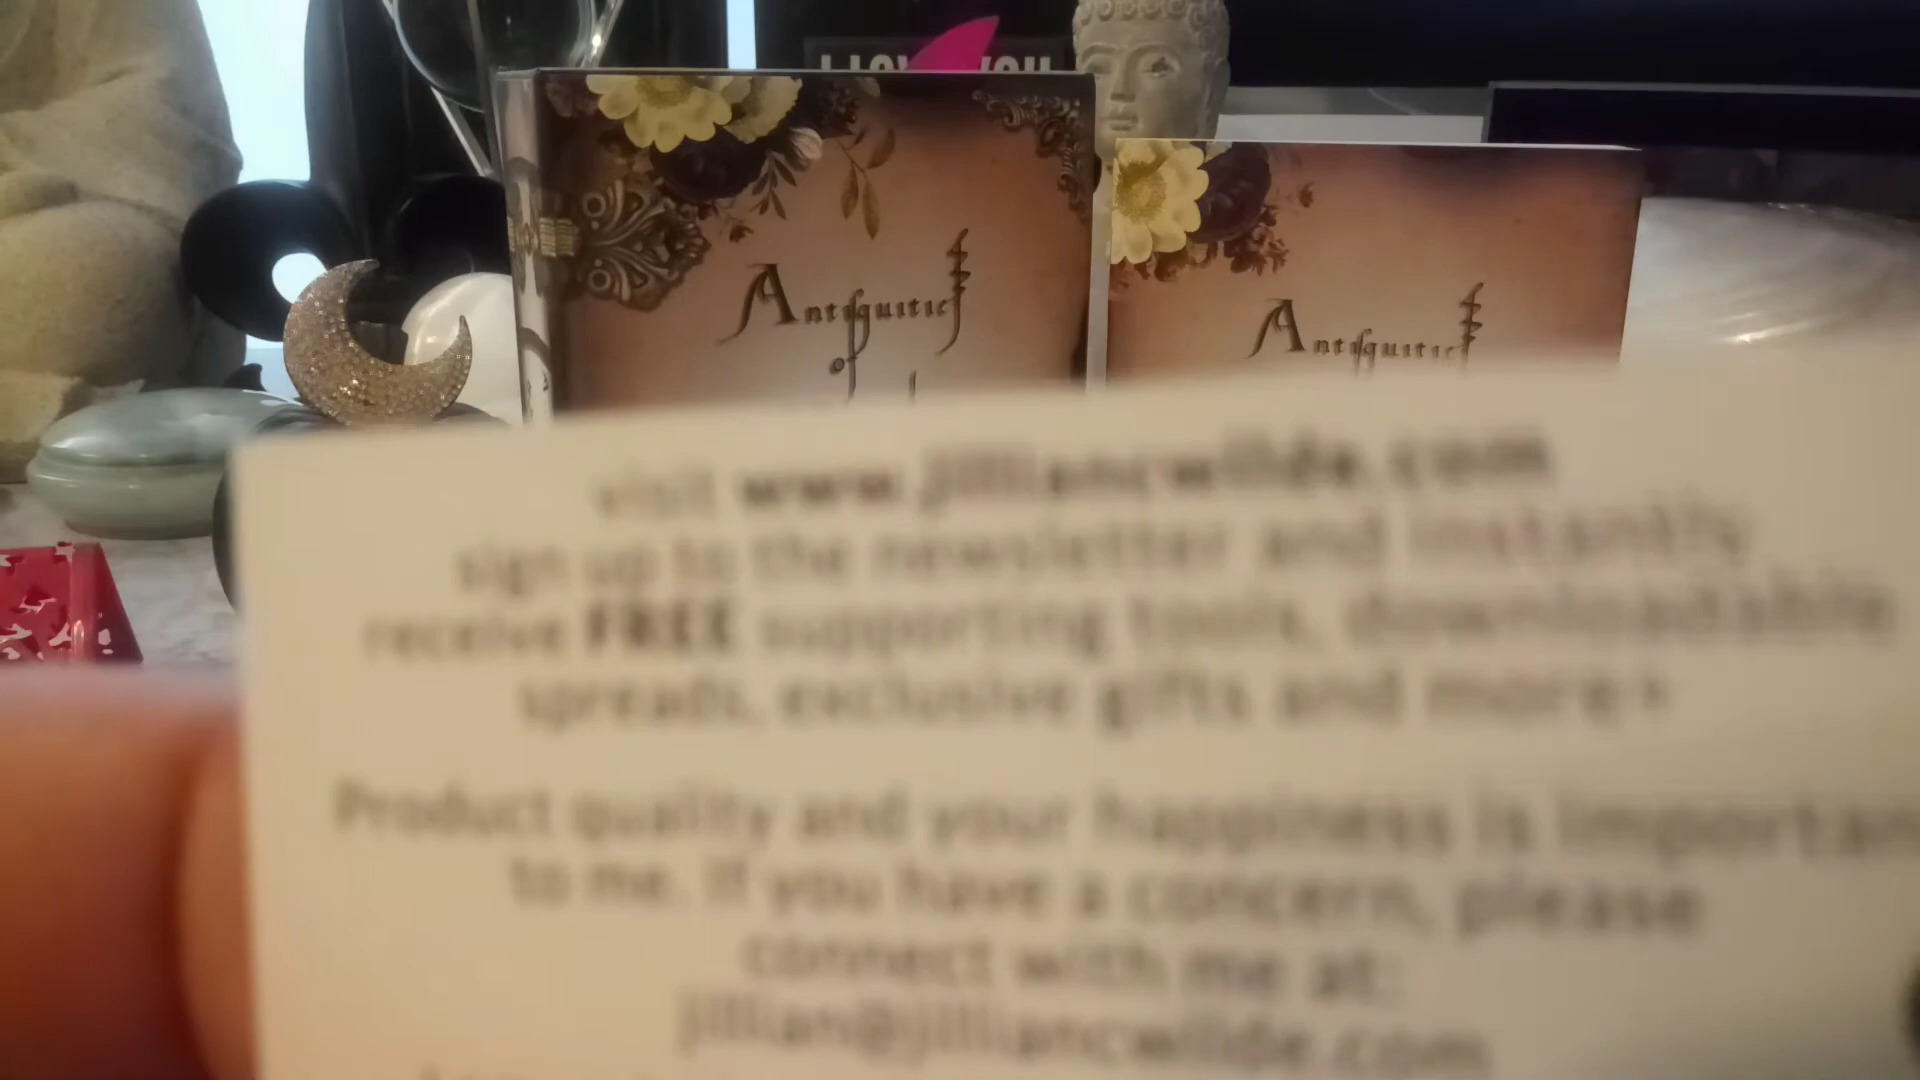 Antiquities
of
Antiquities
visit www.jilliancwilde.com
sign up to the newsletter and instantly
receive FREE supporting tools, downloadable
spreads, exclusive gifts and more+
Product quality and your happiness is importan
to me. If you have a concern, please
connect with me at:
jillian@jilliancwilde.com